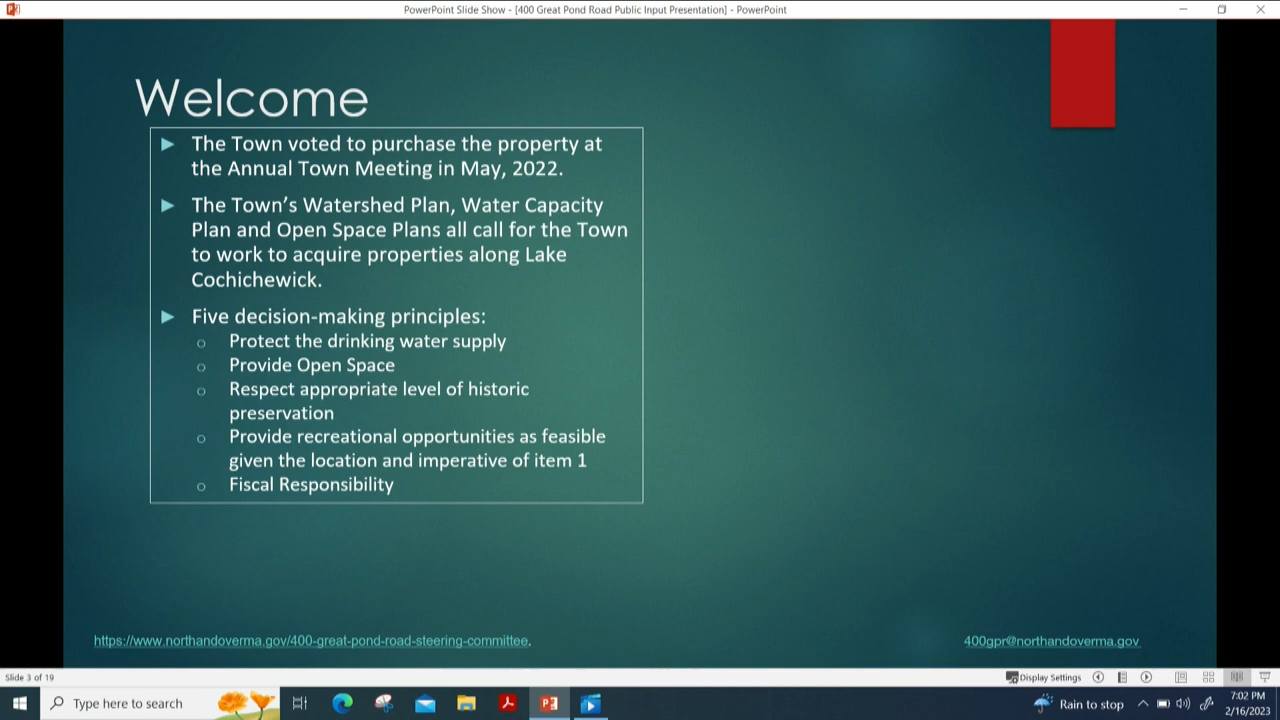 PowerPoint Slide Show - [400 Great Pond Road Public Input Presentation] - PowerPoint
Welcome
The Town voted to purchase the property at
the Annual Town Meeting in May, 2022.
The Town's Watershed Plan, Water Capacity
Plan and Open Space Plans all call for the Town
to work to acquire properties along Lake
Cochichewick.
Five decision-making principles:
Protect the drinking water supply
Provide Open Space
Respect appropriate level of historic
preservation
Provide recreational opportunities as feasible
given the location and imperative of item 1
Fiscal Responsibility
https://www.northandoverma.gov/400-great-pond-road-steering-committee.
400gpr@northandoverma.gov
Slide 3 of 19
Display Settings
Type here to search
Rain to stop
7:02 PM
2/16/2023